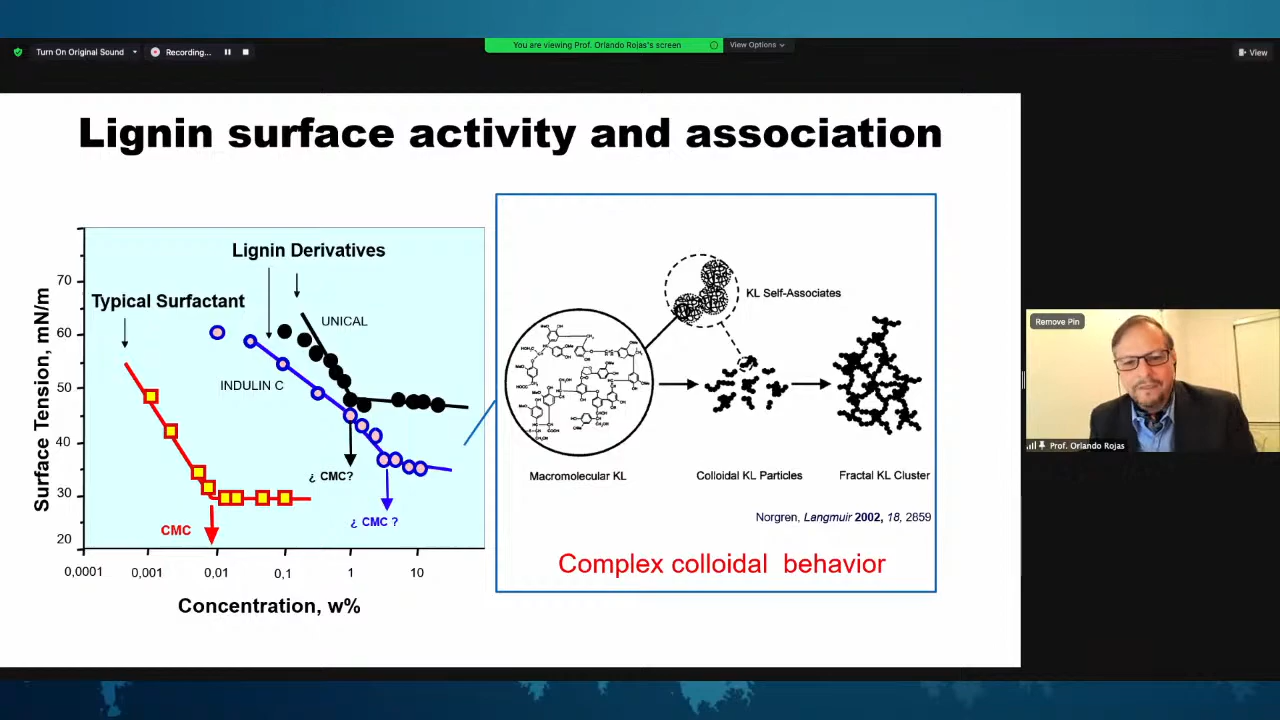 Turn On Original Sound
Recording...
You are viewing Prof. Orlando Rojas's screen
View Options
View
Lignin surface activity and association
Surface Tension, mN/m
70
60
50
40
30
20
Lignin Derivatives
Typical Surfactant
UNICAL
INDULIN C
¿ CMC?
¿ CMC ?
CMC
0,0001
0,001
0,01
0,1
1
10
Concentration, w%
KL Self-Associates
Macromolecular KL
Colloidal KL Particles
Fractal KL Cluster
Norgren, Langmuir 2002, 18, 2859
Complex colloidal behavior
Remove Pin
Prof. Orlando Rojas